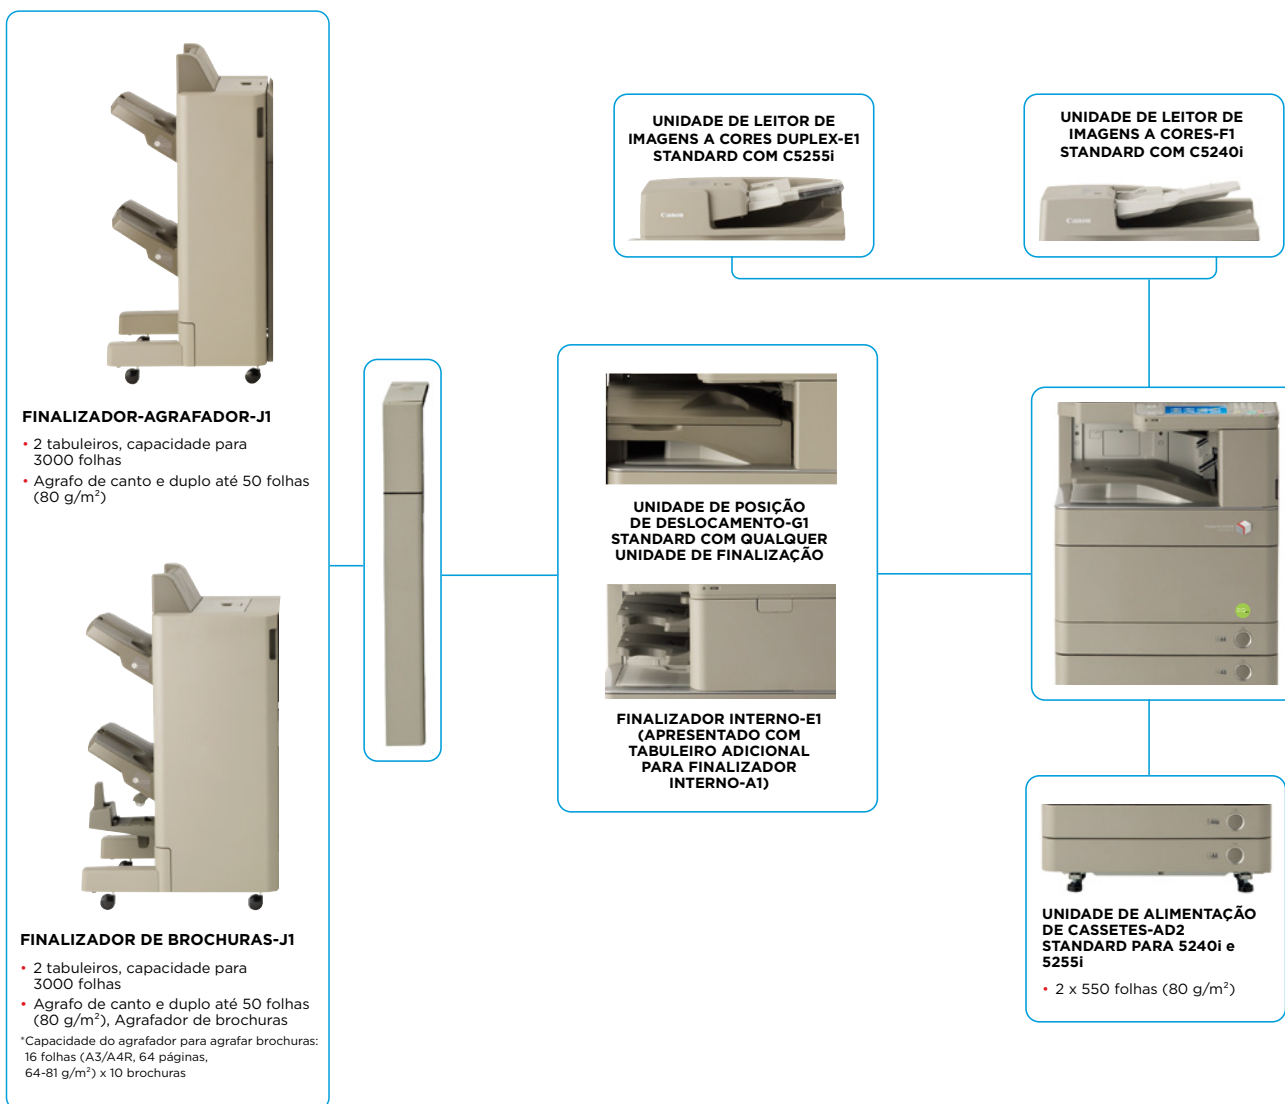 UNIDADE DE LEITOR DE
IMAGENS A CORES DUPLEX-E1
STANDARD COM C5255i
Canon
UNIDADE DE LEITOR DE
IMAGENS A CORES-F1
STANDARD COM C5240i
Canon
FINALIZADOR-AGRAFADOR-J1
• 2 tabuleiros, capacidade para
3000 folhas
• Agrafo de canto e duplo até 50 folhas
(80 g/m²)
UNIDADE DE POSIÇÃO
DE DESLOCAMENTO-G1
STANDARD COM QUALQUER
UNIDADE DE FINALIZAÇÃO
FINALIZADOR INTERNO-E1
(APRESENTADO COM
TABULEIRO ADICIONAL
PARA FINALIZADOR
INTERNO-A1)
FINALIZADOR DE BROCHURAS-J1
• 2 tabuleiros, capacidade para
3000 folhas
• Agrafo de canto e duplo até 50 folhas
(80 g/m²), Agrafador de brochuras
*Capacidade do agrafador para agrafar brochuras:
16 folhas (A3/A4R, 64 páginas,
64-81 g/m²) x 10 brochuras
UNIDADE DE ALIMENTAÇÃO
DE CASSETES-AD2
STANDARD PARA 5240i e
5255i
• 2 x 550 folhas (80 g/m²)